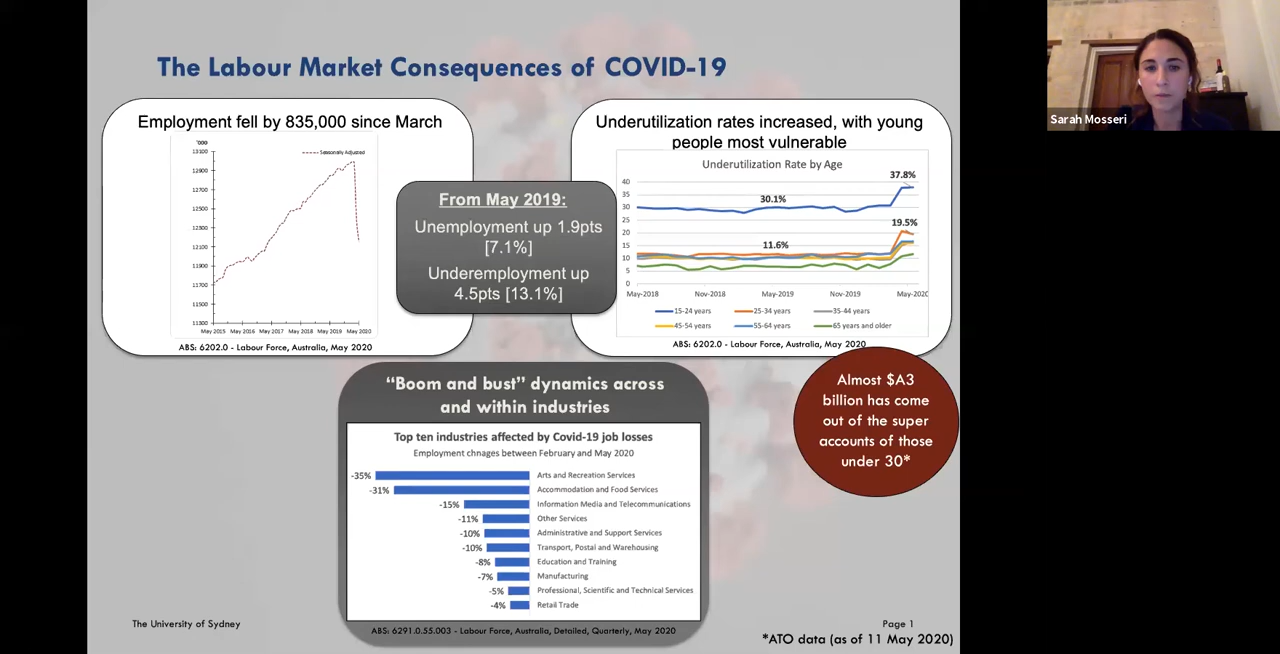 The Labour Market Consequences of COVID-19
Sarah Mosseri
Employment fell by 835,000 since March
'000
Seasonally Adjusted
13100
12900
12700
12500
12300
12100
11900
11700
11500
11300
May 2015 May 2016 May 2017 May 2018 May 2019 May 2020
ABS: 6202.0 - Labour Force, Australia, May 2020
From May 2019:
Unemployment up 1.9pts
[7.1%]
Underemployment up
4.5pts [13.1%]
Underutilization rates increased, with young
people most vulnerable
Underutilization Rate by Age
37.8%
30.1%
19.5%
11.6%
40
35
30
25
20
15
10
5
0
May-2018 Nov-2018 May-2019 Nov-2019 May-2020
15-24 years 25-34 years 35-44 years
45-54 years 55-64 years 65 years and older
ABS: 6202.0 - Labour Force, Australia, May 2020
Almost $A3
billion has come
out of the super
accounts of those
under 30*
“Boom and bust” dynamics across
and within industries
Top ten industries affected by Covid-19 job losses
Employment chnages between February and May 2020
-35% Arts and Recreation Services
-31% Accommodation and Food Services
-15% Information Media and Telecommunications
-11% Other Services
-10% Administrative and Support Services
-10% Transport, Postal and Warehousing
-8% Education and Training
-7% Manufacturing
-5% Professional, Scientific and Technical Services
-4% Retail Trade
ABS: 6291.0.55.003 - Labour Force, Australia, Detailed, Quarterly, May 2020
The University of Sydney
Page 1
*ATO data (as of 11 May 2020)